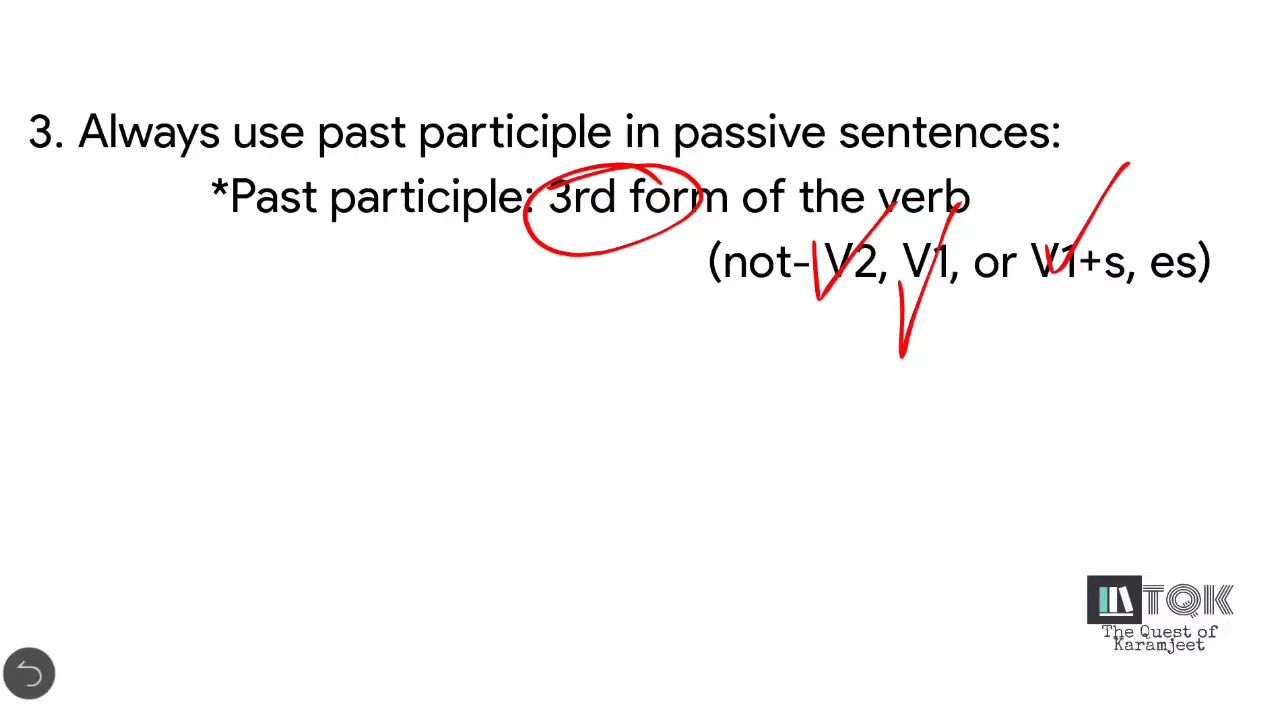 3. Always use past participle in passive sentences:
*Past participle: 3rd form of the verb
(not- V2, V1, or V1+s, es)
TQK
The Quest of
Karamjeet